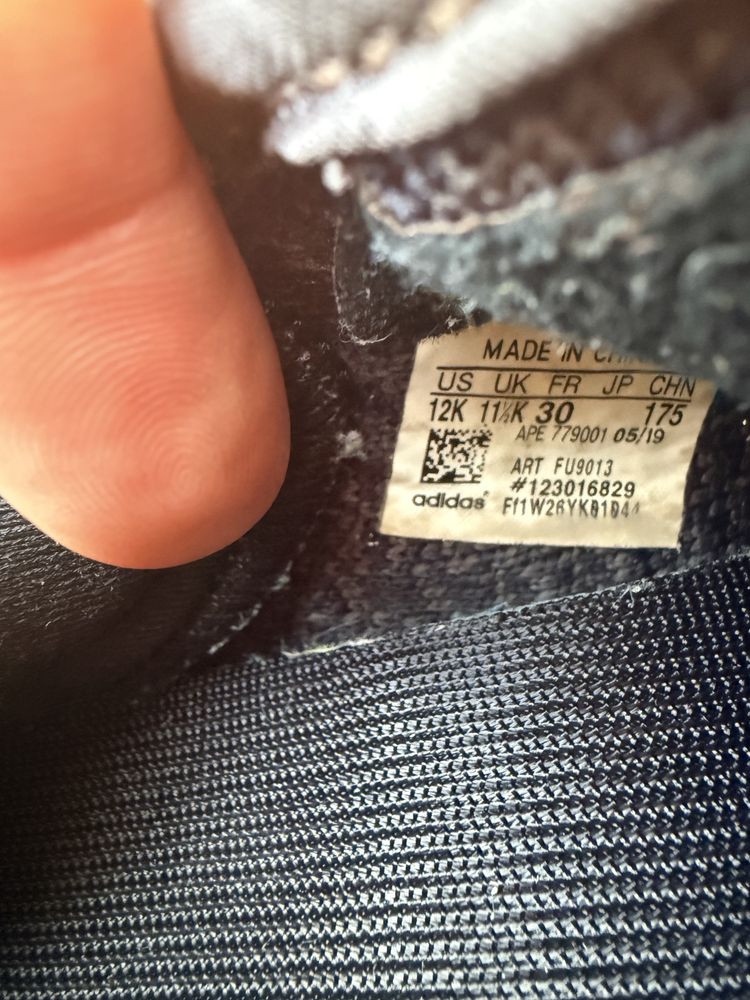 MADE IN
US UK FR JP CHN
12K 11½K 30 175
APE 779001 05/19
ART FU9013
#123016829
adidas